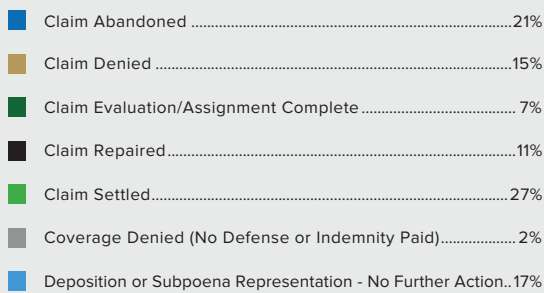 Claim Abandoned ..... 21%
Claim Denied ..... 15%
Claim Evaluation/Assignment Complete ..... 7%
Claim Repaired ..... 11%
Claim Settled ..... 27%
Coverage Denied (No Defense or Indemnity Paid) ..... 2%
Deposition or Subpoena Representation - No Further Action.. 17%